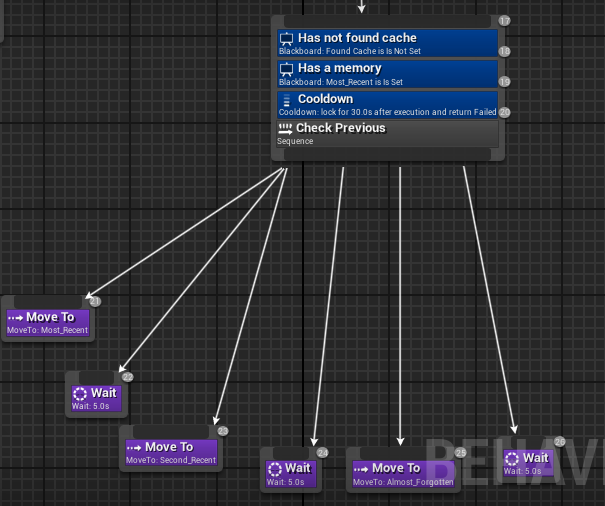 17
Has not found cache
Blackboard: Found Cache is Is Not Set
18
Has a memory
Blackboard: Most_Recent is Is Set
19
Cooldown
Cooldown: lock for 30.0s after execution and return Failed
20
Check Previous
Sequence
21
Move To
MoveTo: Most_Recent
22
Wait
Wait: 5.0s
23
Move To
MoveTo: Second_Recent
24
Wait
Wait: 5.0s
25
Move To
MoveTo: Almost_Forgotten
26
Wait
Wait: 5.0s
BEHAV